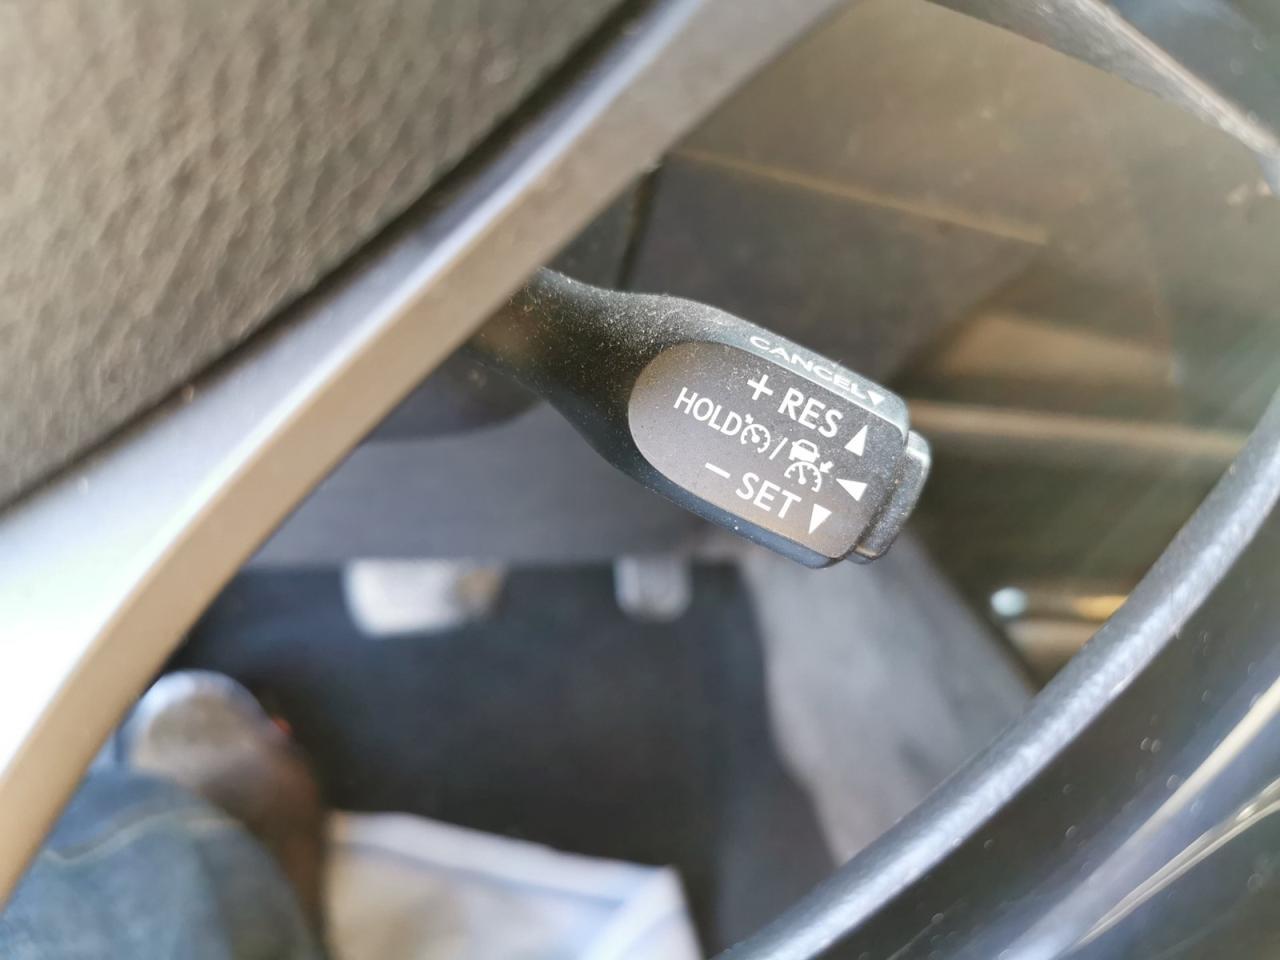 CANCEL
+ RES
HOLD /
− SET